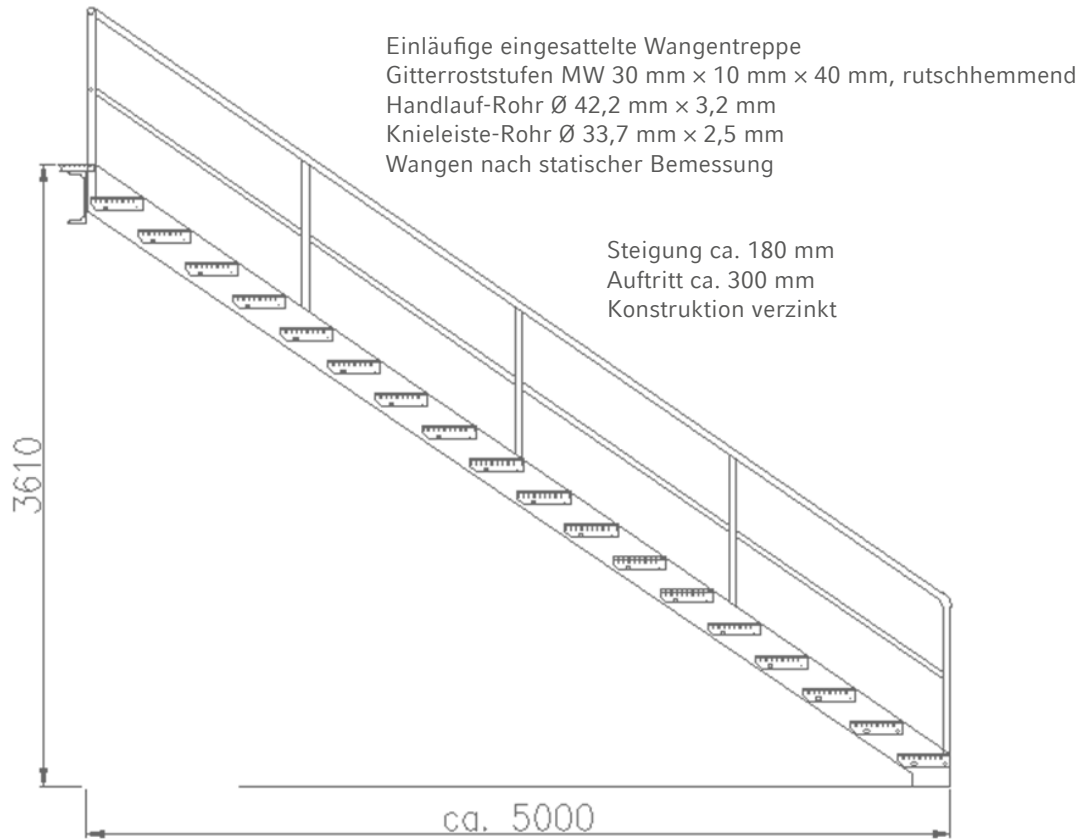 Einläufige eingesattelte Wangentreppe
Gitterroststufen MW 30 mm × 10 mm × 40 mm, rutschhemmend
Handlauf-Rohr Ø 42,2 mm × 3,2 mm
Knieleiste-Rohr Ø 33,7 mm × 2,5 mm
Wangen nach statischer Bemessung
Steigung ca. 180 mm
Auftritt ca. 300 mm
Konstruktion verzinkt
3610
ca. 5000